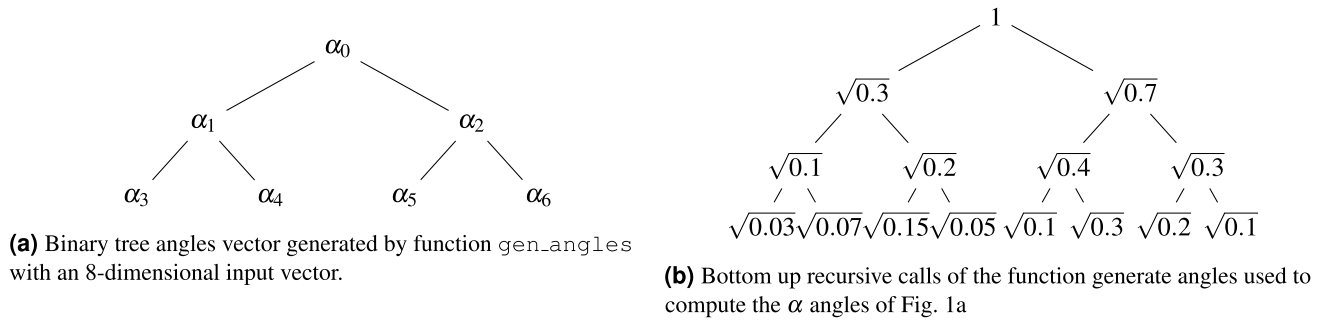 α0
α1 α2
α3 α4 α5 α6
(a) Binary tree angles vector generated by function gen_angles
with an 8-dimensional input vector.
1
√0.3 √0.7
√0.1 √0.2 √0.4 √0.3
√0.03 √0.07 √0.15 √0.05 √0.1 √0.3 √0.2 √0.1
(b) Bottom up recursive calls of the function generate angles used to
compute the α angles of Fig. 1a